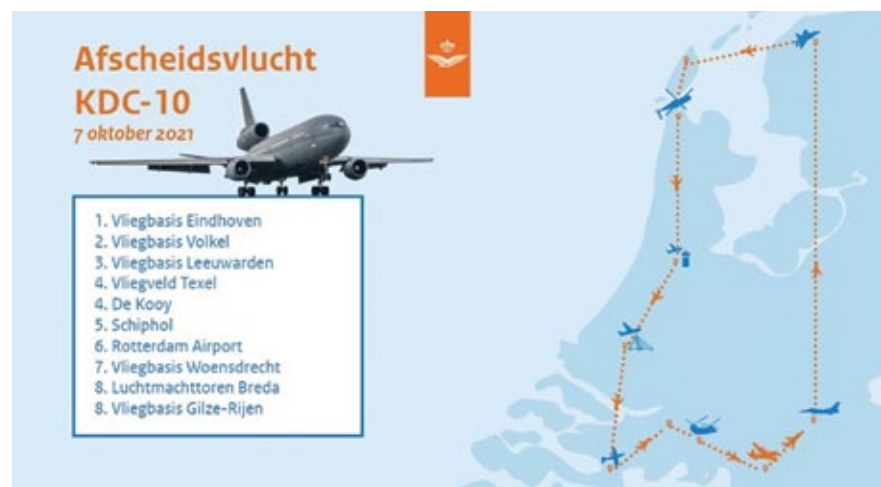 Afscheidsvlucht
KDC-10
7 oktober 2021
1. Vliegbasis Eindhoven
2. Vliegbasis Volkel
3. Vliegbasis Leeuwarden
4. Vliegveld Texel
4. De Kooy
5. Schiphol
6. Rotterdam Airport
7. Vliegbasis Woensdrecht
8. Luchtmachttoren Breda
8. Vliegbasis Gilze-Rijen